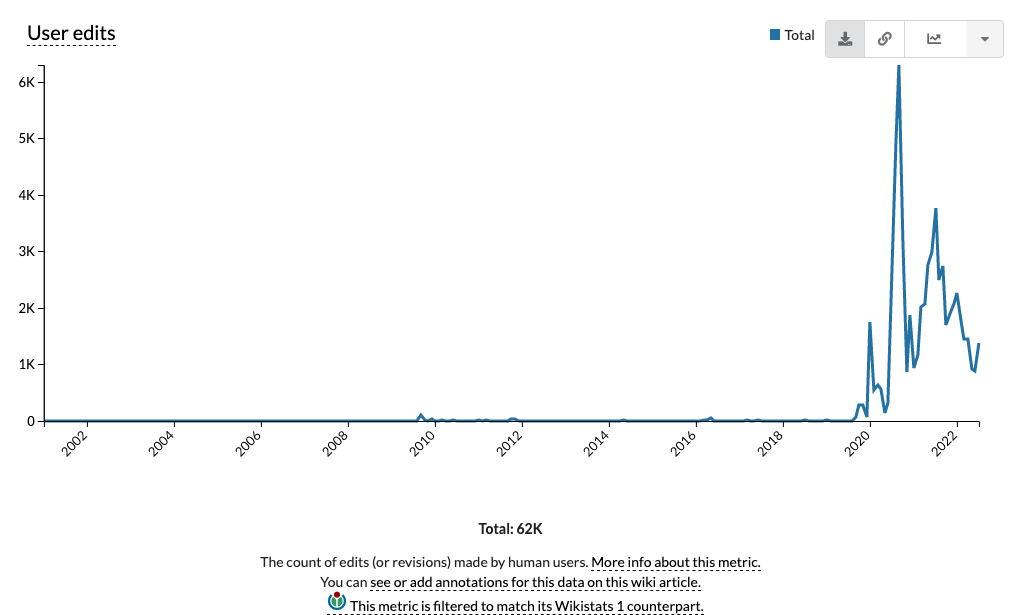 User edits
Total
6K
5K
4K
3K
2K
1K
0
2002 2004 2006 2008 2010 2012 2014 2016 2018 2020 2022
Total: 62K
The count of edits (or revisions) made by human users. More info about this metric.
You can see or add annotations for this data on this wiki article.
This metric is filtered to match its Wikistats 1 counterpart.